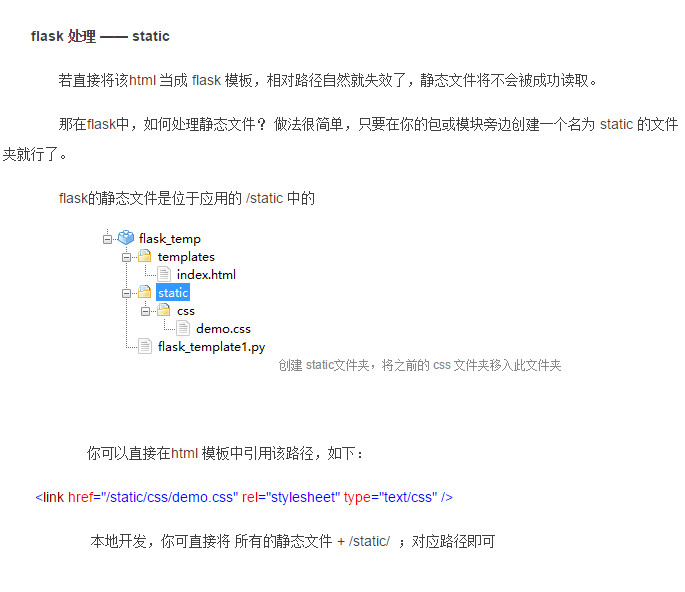 flask 处理 —— static
若直接将该html 当成 flask 模板，相对路径自然就失效了，静态文件将不会被成功读取。
那在flask中，如何处理静态文件？ 做法很简单，只要在你的包或模块旁边创建一个名为 static 的文件
夹就行了。
flask的静态文件是位于应用的 /static 中的
flask_temp
templates
index.html
static
css
demo.css
flask_template1.py
创建 static文件夹，将之前的 css 文件夹移入此文件夹
你可以直接在html 模板中引用该路径，如下：
<link href="/static/css/demo.css" rel="stylesheet" type="text/css" />
本地开发，你可直接将 所有的静态文件 + /static/ ；对应路径即可